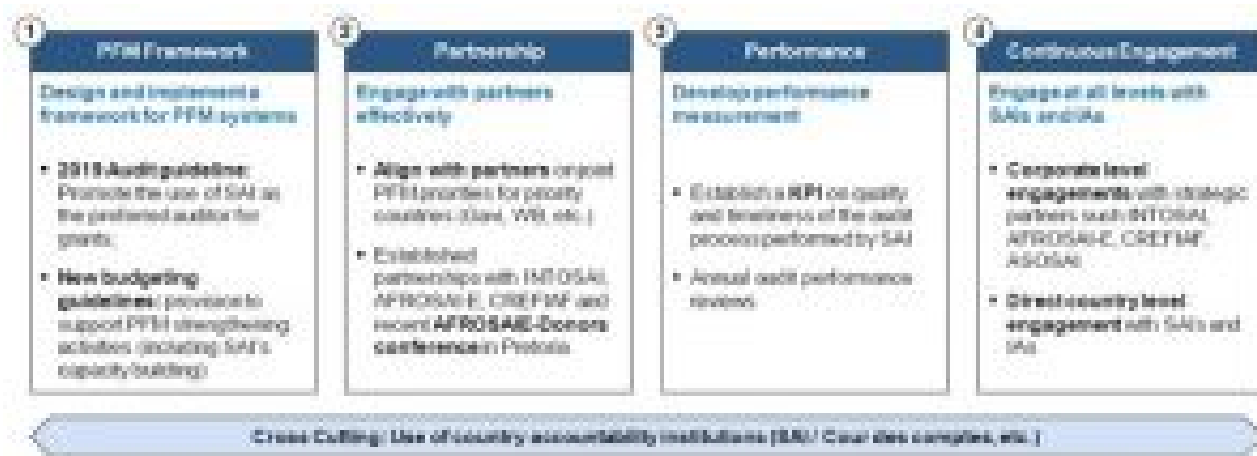 1
PFM Framework
Design and implement a
framework for PFM systems
• 2019 Audit guideline:
Promote the use of SAI as
the preferred auditor for
grants;
• New budgeting
guidelines: provision to
support PFM strengthening
activities (including SAI's
capacity building)
2
Partnership
Engage with partners
effectively
• Align with partners on joint
PFM priorities for priority
countries (Gavi, WB, etc.)
• Established
partnerships with INTOSAI,
AFROSAI-E, CREFIAF and
recent AFROSAIE-Donors
conference in Pretoria
3
Performance
Develop performance
measurement
• Establish a KPI on quality
and timeliness of the audit
process performed by SAI
• Annual audit performance
reviews
4
Continuous Engagement
Engage at all levels with
SAIs and IAs
• Corporate level
engagements with strategic
partners such INTOSAI,
AFROSAI-E, CREFIAF,
ASOSAI
• Direct country level
engagement with SAIs and
IAs
Cross Cutting: Use of country accountability institutions (SAI / Cour des comptes, etc.)